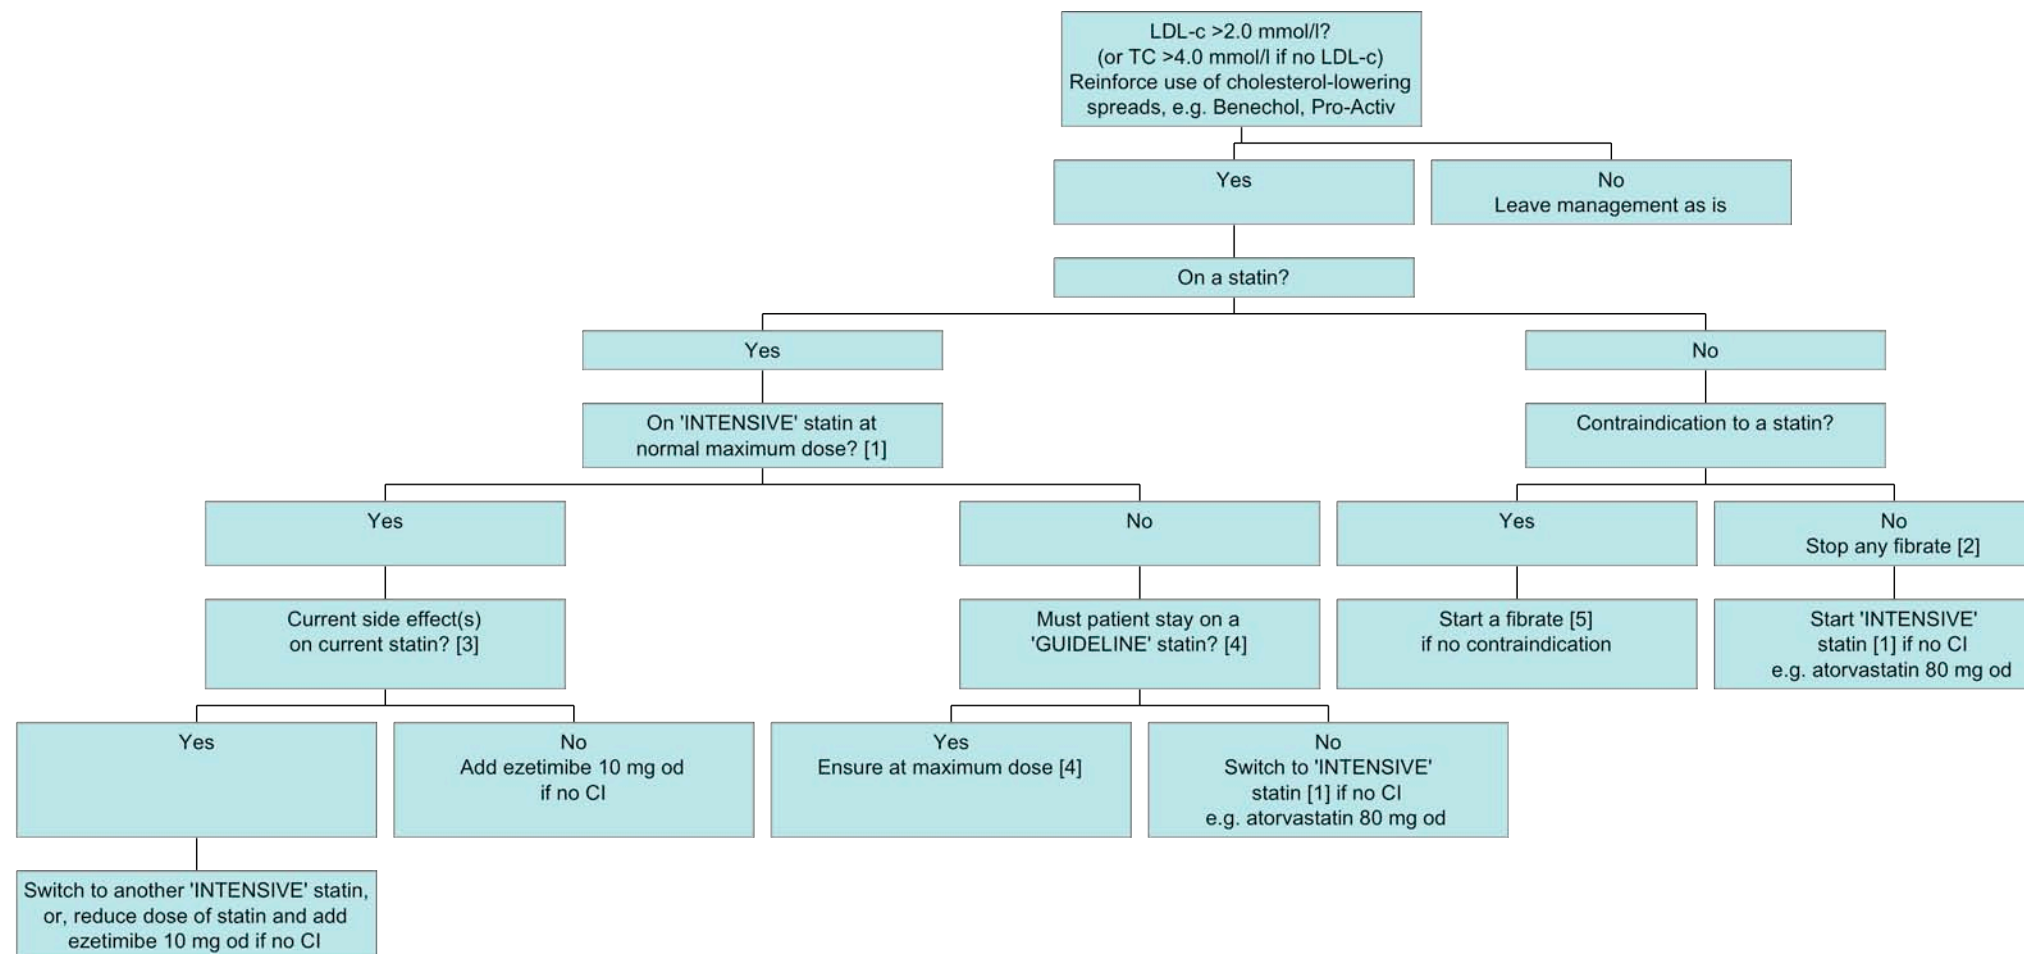 LDL-c >2.0 mmol/l?
(or TC >4.0 mmol/l if no LDL-c)
Reinforce use of cholesterol-lowering
spreads, e.g. Benechol, Pro-Activ
Yes
No
Leave management as is
On a statin?
Yes
No
On 'INTENSIVE' statin at
normal maximum dose? [1]
Contraindication to a statin?
Yes
No
Yes
No
Stop any fibrate [2]
Current side effect(s)
on current statin? [3]
Must patient stay on a
'GUIDELINE' statin? [4]
Start a fibrate [5]
if no contraindication
Start 'INTENSIVE'
statin [1] if no CI
e.g. atorvastatin 80 mg od
Yes
No
Add ezetimibe 10 mg od
if no CI
Yes
Ensure at maximum dose [4]
No
Switch to 'INTENSIVE'
statin [1] if no CI
e.g. atorvastatin 80 mg od
Switch to another 'INTENSIVE' statin,
or, reduce dose of statin and add
ezetimibe 10 mg od if no CI